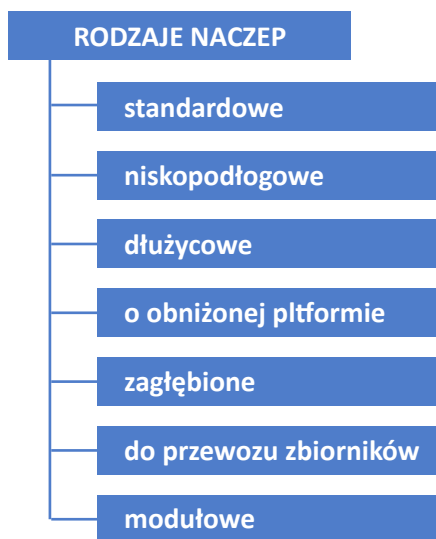 RODZAJE NACZEP
standardowe
niskopodłogowe
dłużycowe
o obniżonej pltformie
zagłębione
do przewozu zbiorników
modułowe